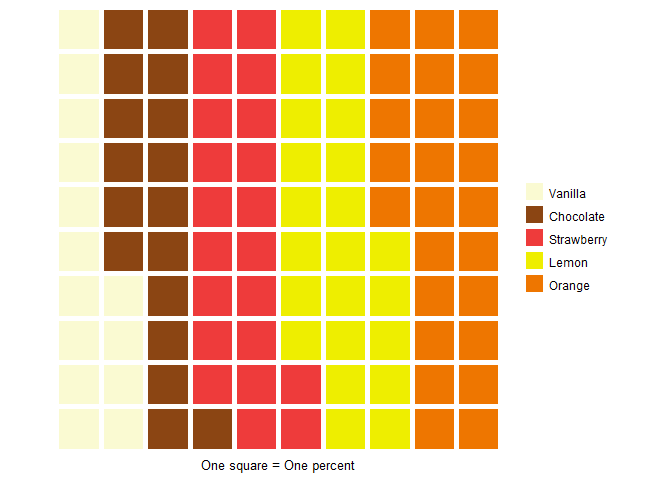 Vanilla
Chocolate
Strawberry
Lemon
Orange
One square = One percent